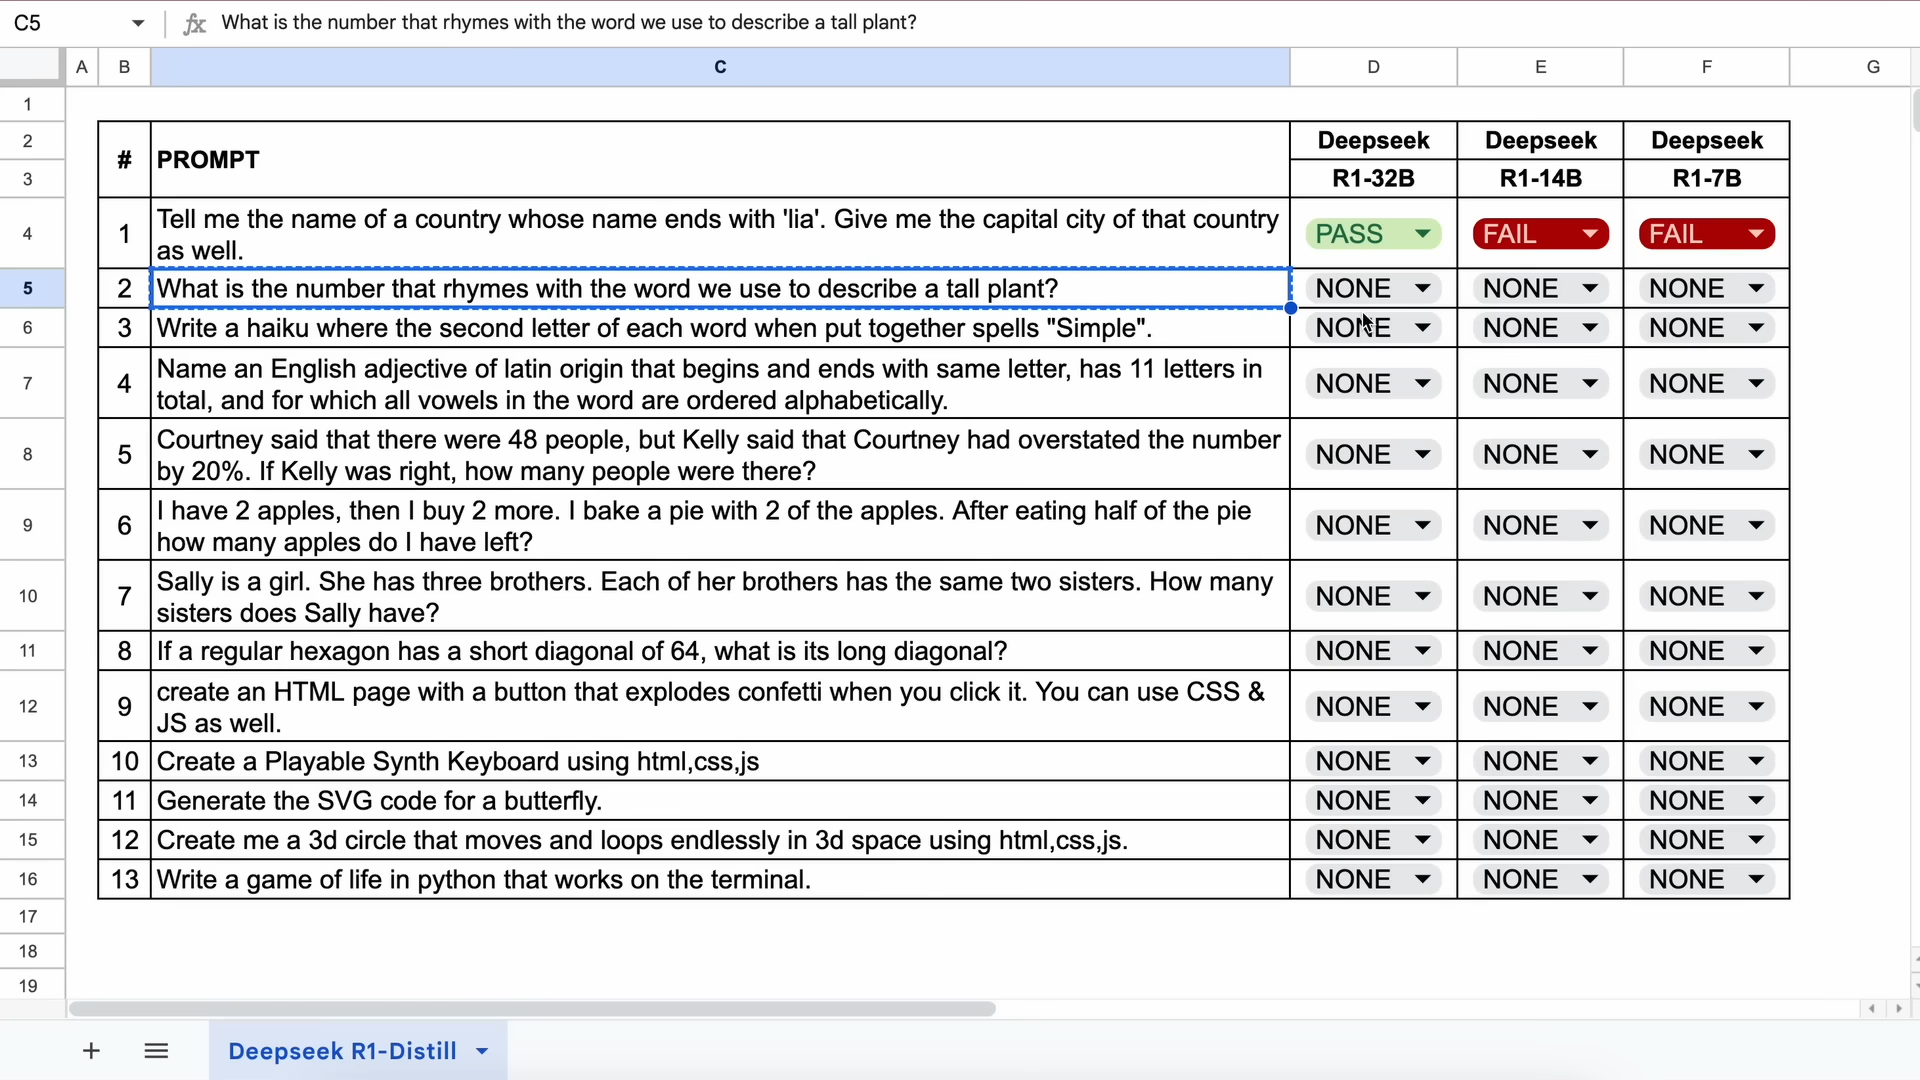 C5
fx What is the number that rhymes with the word we use to describe a tall plant?
A B C D E F G
1
2 # PROMPT Deepseek Deepseek Deepseek
3 R1-32B R1-14B R1-7B
4 1 Tell me the name of a country whose name ends with 'lia'. Give me the capital city of that country PASS FAIL FAIL
as well.
5 2 What is the number that rhymes with the word we use to describe a tall plant? NONE NONE NONE
6 3 Write a haiku where the second letter of each word when put together spells "Simple". NONE NONE NONE
7 4 Name an English adjective of latin origin that begins and ends with same letter, has 11 letters in NONE NONE NONE
total, and for which all vowels in the word are ordered alphabetically.
8 5 Courtney said that there were 48 people, but Kelly said that Courtney had overstated the number NONE NONE NONE
by 20%. If Kelly was right, how many people were there?
9 6 I have 2 apples, then I buy 2 more. I bake a pie with 2 of the apples. After eating half of the pie NONE NONE NONE
how many apples do I have left?
10 7 Sally is a girl. She has three brothers. Each of her brothers has the same two sisters. How many NONE NONE NONE
sisters does Sally have?
11 8 If a regular hexagon has a short diagonal of 64, what is its long diagonal? NONE NONE NONE
12 9 create an HTML page with a button that explodes confetti when you click it. You can use CSS & NONE NONE NONE
JS as well.
13 10 Create a Playable Synth Keyboard using html,css,js NONE NONE NONE
14 11 Generate the SVG code for a butterfly. NONE NONE NONE
15 12 Create me a 3d circle that moves and loops endlessly in 3d space using html,css,js. NONE NONE NONE
16 13 Write a game of life in python that works on the terminal. NONE NONE NONE
17
18
19
Deepseek R1-Distill